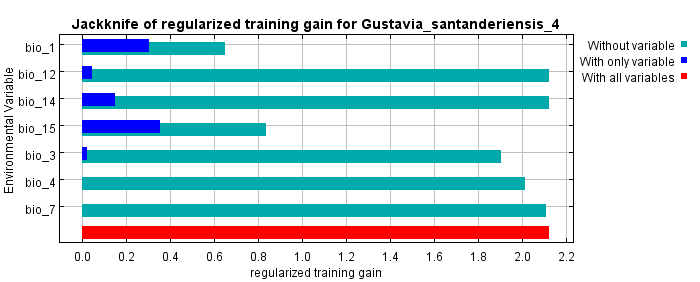 Jackknife of regularized training gain for Gustavia_santanderiensis_4
Environmental Variable
bio_1
bio_12
bio_14
bio_15
bio_3
bio_4
bio_7
Without variable
With only variable
With all variables
0.0 0.2 0.4 0.6 0.8 1.0 1.2 1.4 1.6 1.8 2.0 2.2
regularized training gain